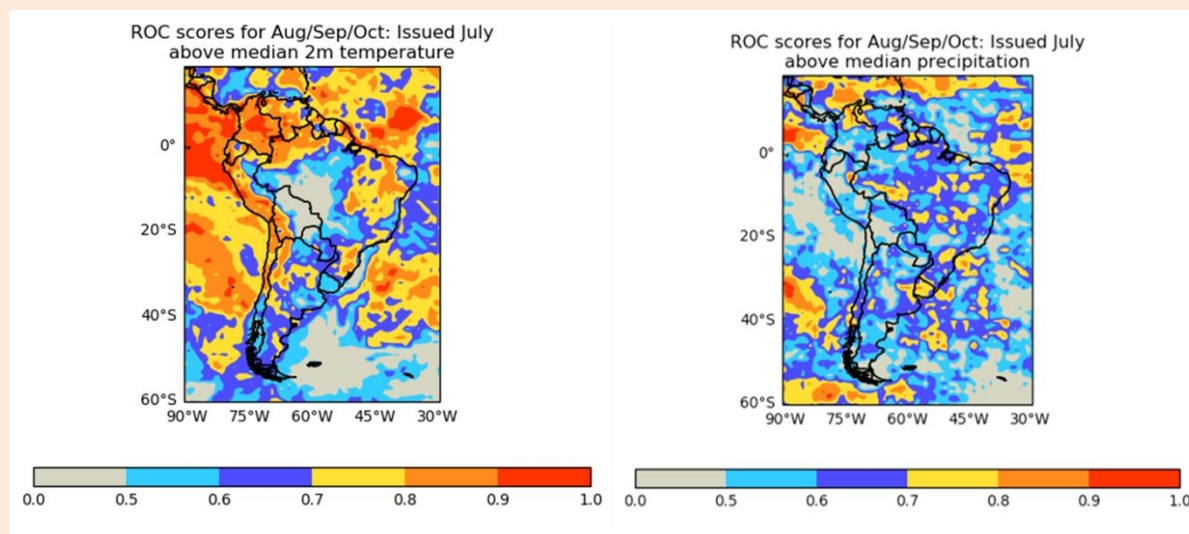 ROC scores for Aug/Sep/Oct: Issued July
above median 2m temperature
0°
20°S
40°S
60°S
90°W 75°W 60°W 45°W 30°W
0.0 0.5 0.6 0.7 0.8 0.9 1.0
ROC scores for Aug/Sep/Oct: Issued July
above median precipitation
0°
20°S
40°S
60°S
90°W 75°W 60°W 45°W 30°W
0.0 0.5 0.6 0.7 0.8 0.9 1.0